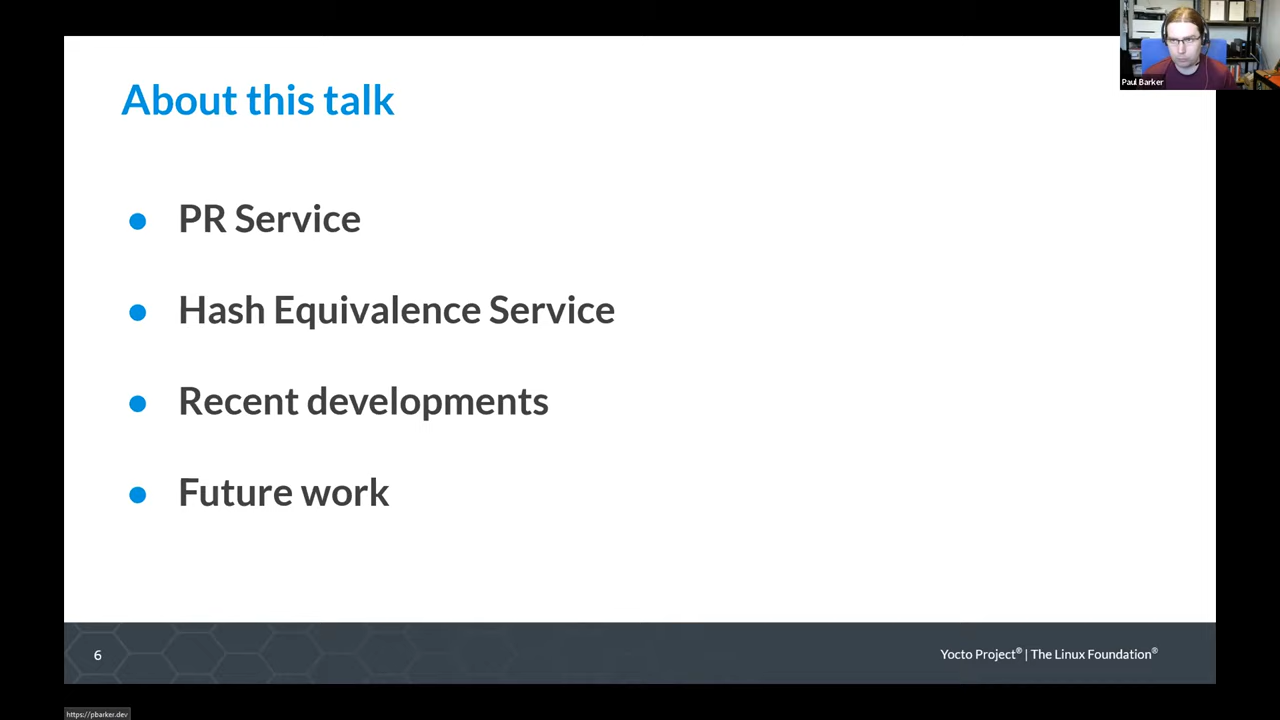 About this talk
Paul Barker
PR Service
Hash Equivalence Service
Recent developments
Future work
6
Yocto Project® | The Linux Foundation®
https://pbarker.dev